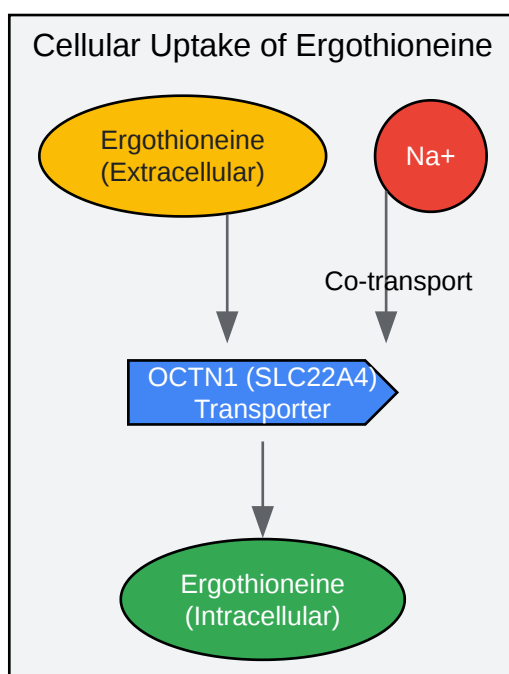 Cellular Uptake of Ergothioneine
Ergothioneine
(Extracellular)
Na+
Co-transport
OCTN1 (SLC22A4)
Transporter
Ergothioneine
(Intracellular)